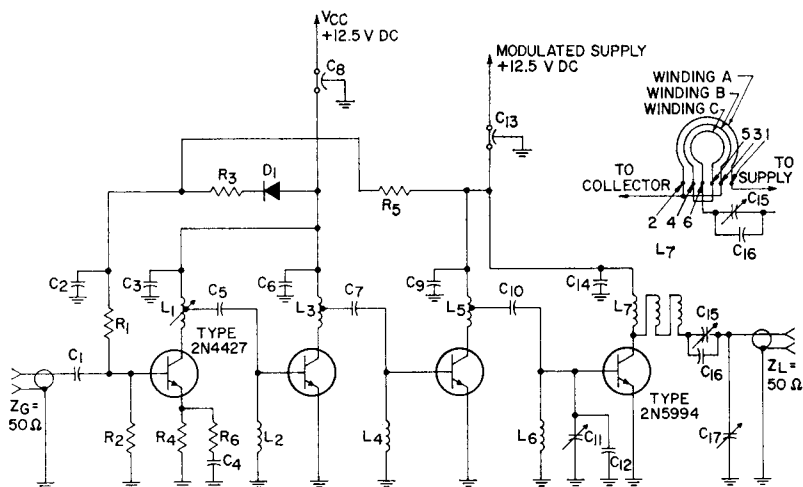 VCC
+12.5 V DC
C8
MODULATED SUPPLY
+12.5 V DC
C13
WINDING A
WINDING B
WINDING C
531
TO
COLLECTOR
TO
SUPPLY
2 4 6
C15
C16
L7
R3
D1
R5
C2
C3
C6
C9
C14
L1
C5
L3
C7
L5
C10
L7
R1
TYPE
2N4427
C1
C15
C16
ZG=
50 Ω
ZL=
50 Ω
TYPE
2N5994
R2
R4
R6
C4
L2
L4
L6
C11
C12
C17